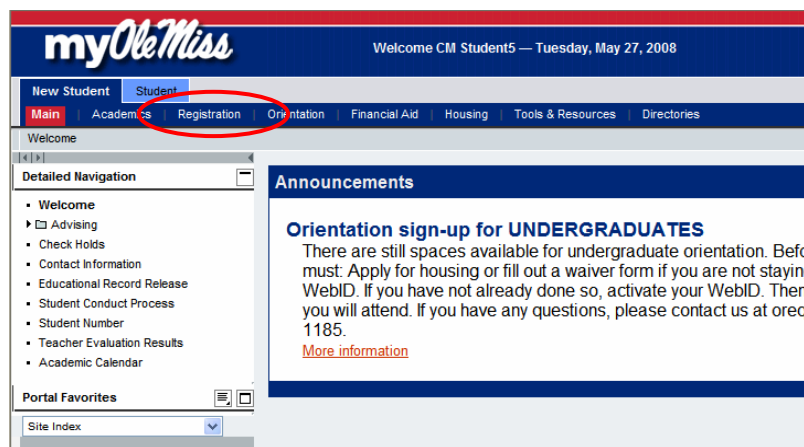 myOleMiss
Welcome CM Student5 — Tuesday, May 27, 2008
New Student Student
Main Academics Registration Orientation Financial Aid Housing Tools & Resources Directories
Welcome
Detailed Navigation
Welcome
Advising
Check Holds
Contact Information
Educational Record Release
Student Conduct Process
Student Number
Teacher Evaluation Results
Academic Calendar
Portal Favorites
Site Index
Announcements
Orientation sign-up for UNDERGRADUATES
There are still spaces available for undergraduate orientation. Befo
must: Apply for housing or fill out a waiver form if you are not stayin
WebID. If you have not already done so, activate your WebID. Ther
you will attend. If you have any questions, please contact us at
1185.
More information